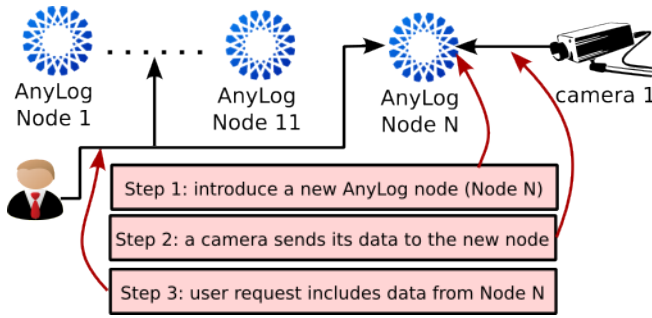 AnyLog
Node 1
AnyLog
Node 11
AnyLog
Node N
camera 1
Step 1: introduce a new AnyLog node (Node N)
Step 2: a camera sends its data to the new node
Step 3: user request includes data from Node N